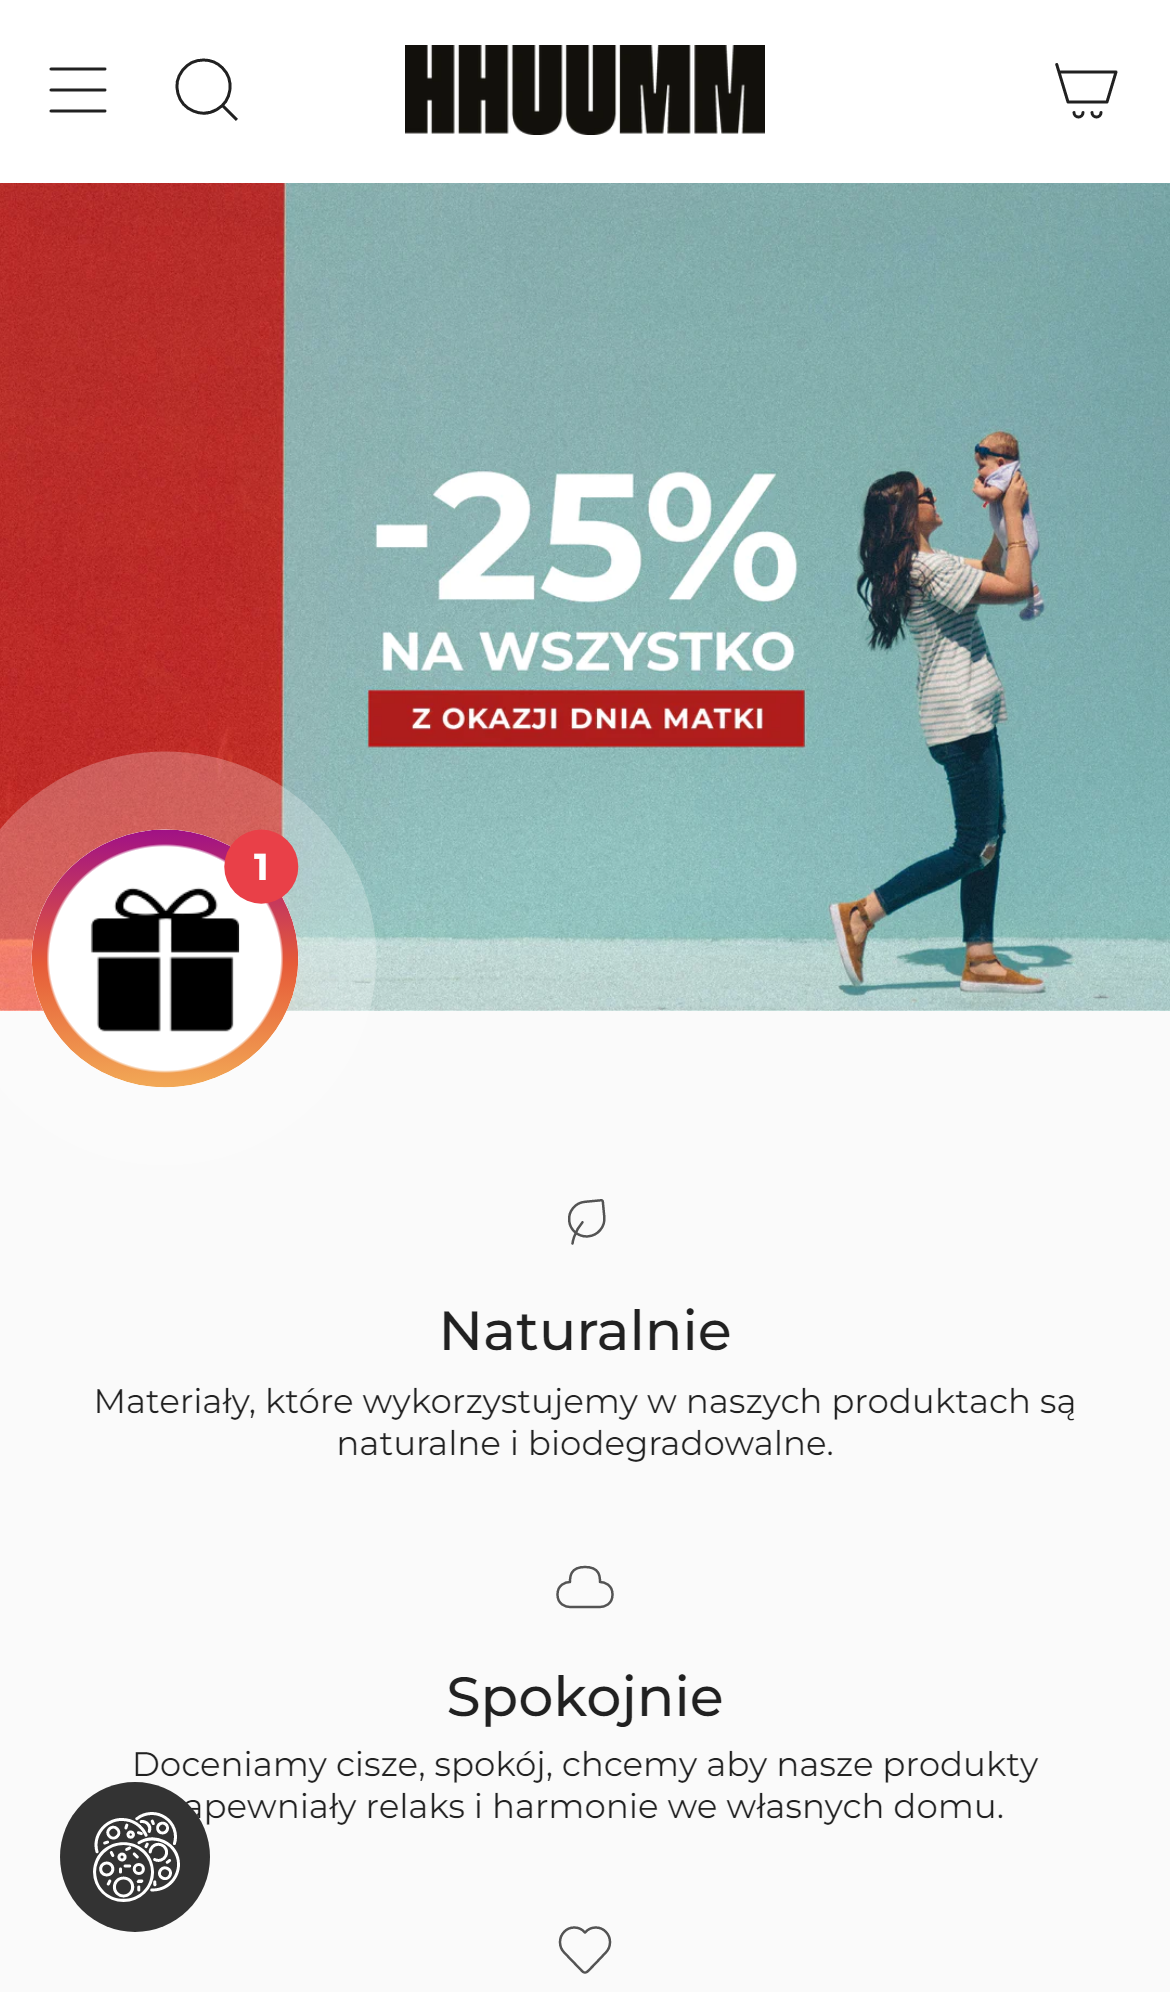 HHUUMM
-25%
NA WSZYSTKO
Z OKAZJI DNIA MATKI
1
Naturalnie
Materiały, które wykorzystujemy w naszych produktach są
naturalne i biodegradowalne.
Spokojnie
Doceniamy cisze, spokój, chcemy aby nasze produkty
apewniały relaks i harmonie we własnych domu.